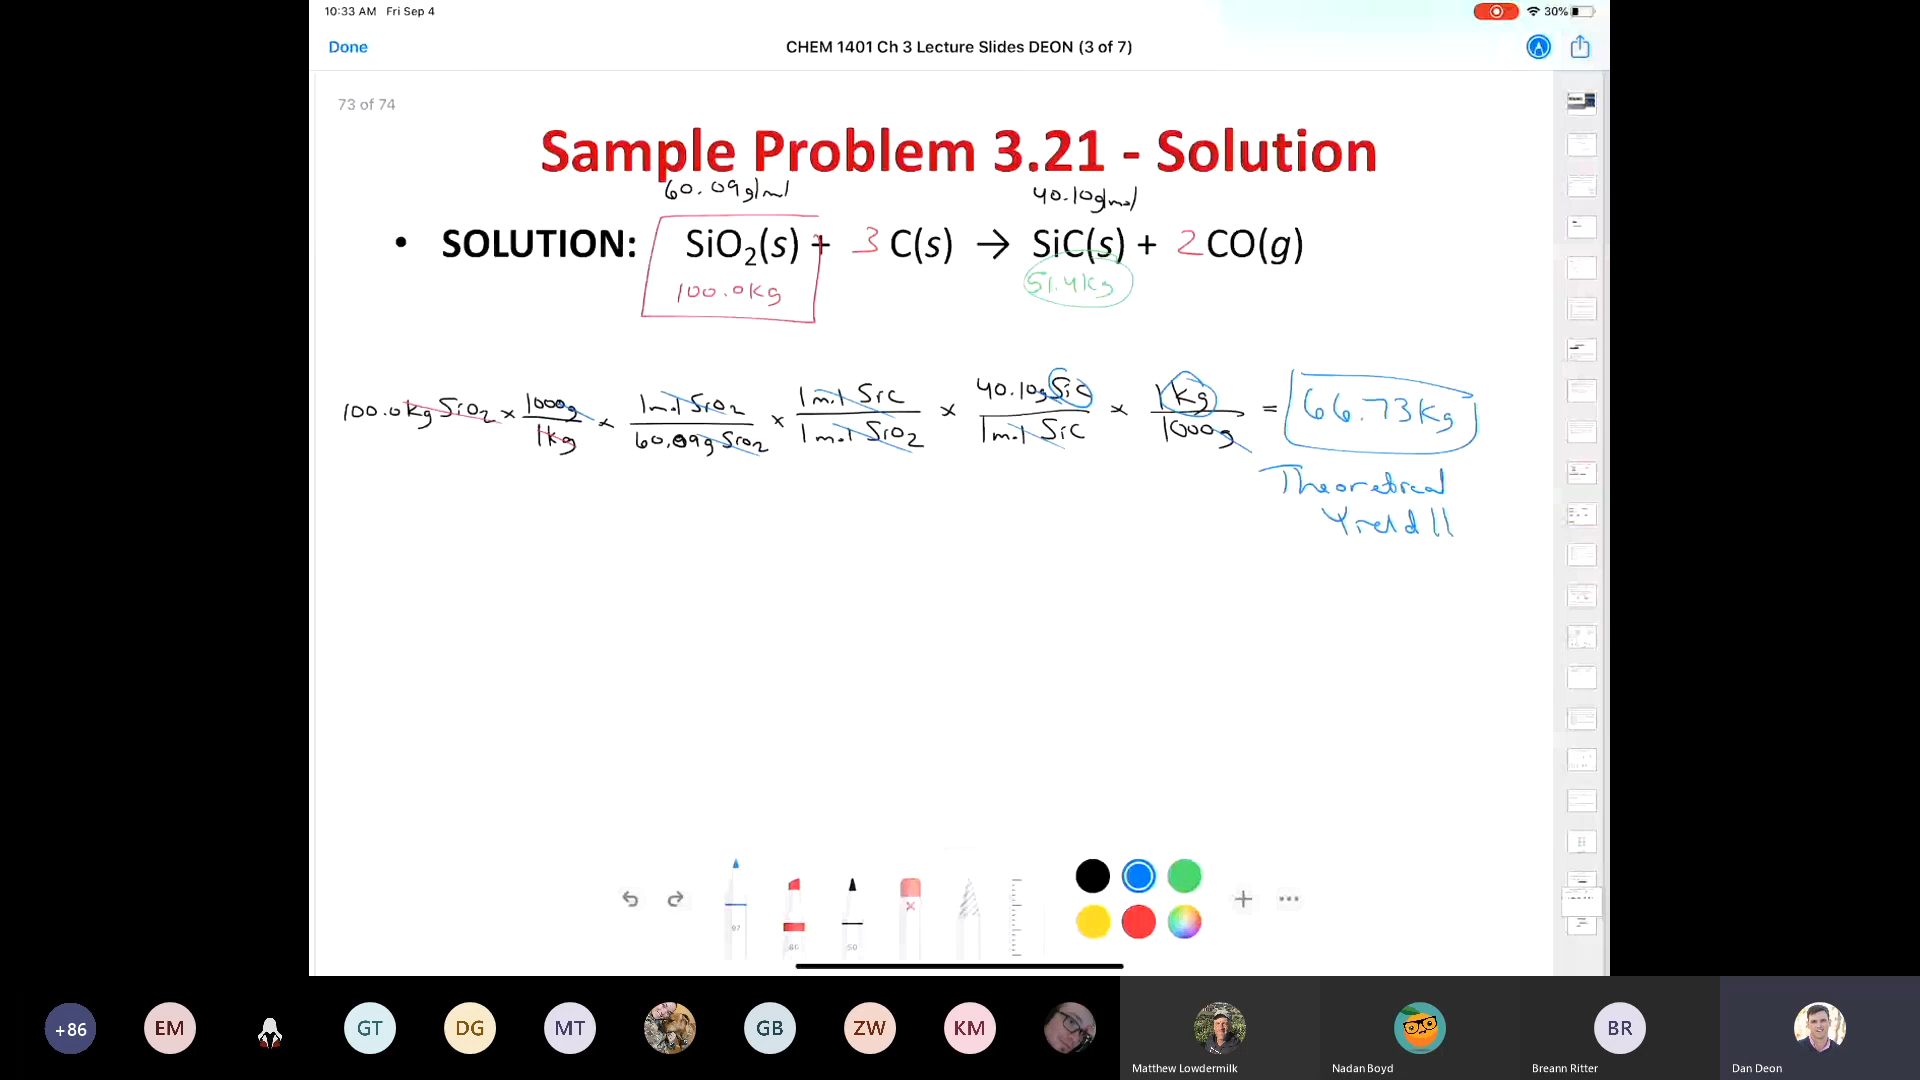 10:33 AM Fri Sep 4
30%
Done
CHEM 1401 Ch 3 Lecture Slides DEON (3 of 7)
73 of 74
Sample Problem 3.21 - Solution
60.09g/mol 40.10g/mol
• SOLUTION: SiO₂(s) + 3 C(s) → SiC(s) + 2 CO(g)
100.0kg 51.4kg
100.0kg SiO₂ × 1000g/1kg × 1mol SiO₂/60.09g SiO₂ × 1mol SiC/1mol SiO₂ × 40.10g SiC/1mol SiC × 1kg/1000g = 66.73kg
Theoretical
Yield!!
97 80 50
+86 EM GT DG MT GB ZW KM BR
Matthew Lowdermilk Nadan Boyd Breann Ritter Dan Deon